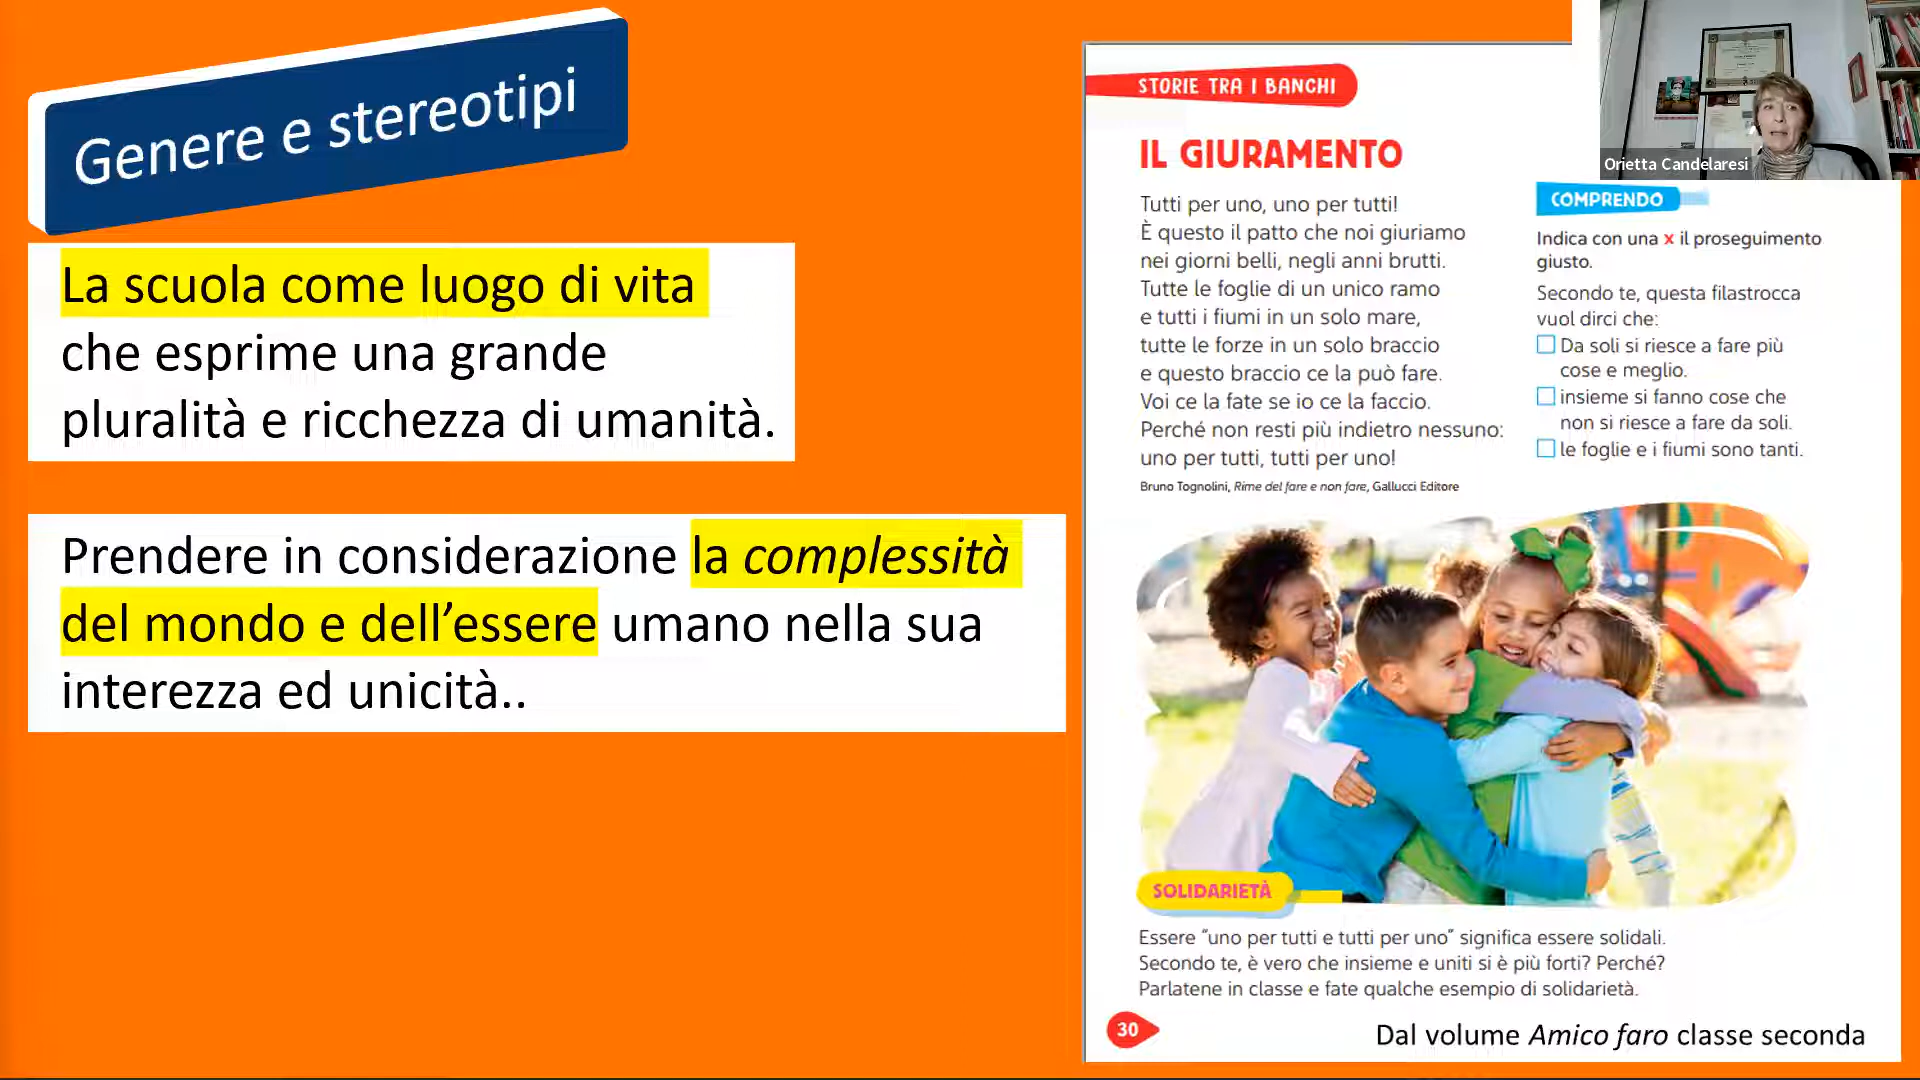 Genere e stereotipi
La scuola come luogo di vita
che esprime una grande
pluralità e ricchezza di umanità.
Prendere in considerazione la complessità
del mondo e dell’essere umano nella sua
interezza ed unicità..
STORIE TRA I BANCHI
IL GIURAMENTO
Tutti per uno, uno per tutti!
È questo il patto che noi giuriamo
nei giorni belli, negli anni brutti.
Tutte le foglie di un unico ramo
e tutti i fiumi in un solo mare,
tutte le forze in un solo braccio
e questo braccio ce la può fare.
Voi ce la fate se io ce la faccio.
Perché non resti più indietro nessuno:
uno per tutti, tutti per uno!
Bruno Tognolini, Rime del fare e non fare, Gallucci Editore
Orietta Candelaresi
COMPRENDO
Indica con una x il proseguimento
giusto.
Secondo te, questa filastrocca
vuol dirci che:
Da soli si riesce a fare più
cose e meglio.
insieme si fanno cose che
non si riesce a fare da soli.
le foglie e i fiumi sono tanti.
SOLIDARIETÀ
Essere “uno per tutti e tutti per uno” significa essere solidali.
Secondo te, è vero che insieme e uniti si è più forti? Perché?
Parlatene in classe e fate qualche esempio di solidarietà.
30
Dal volume Amico faro classe seconda